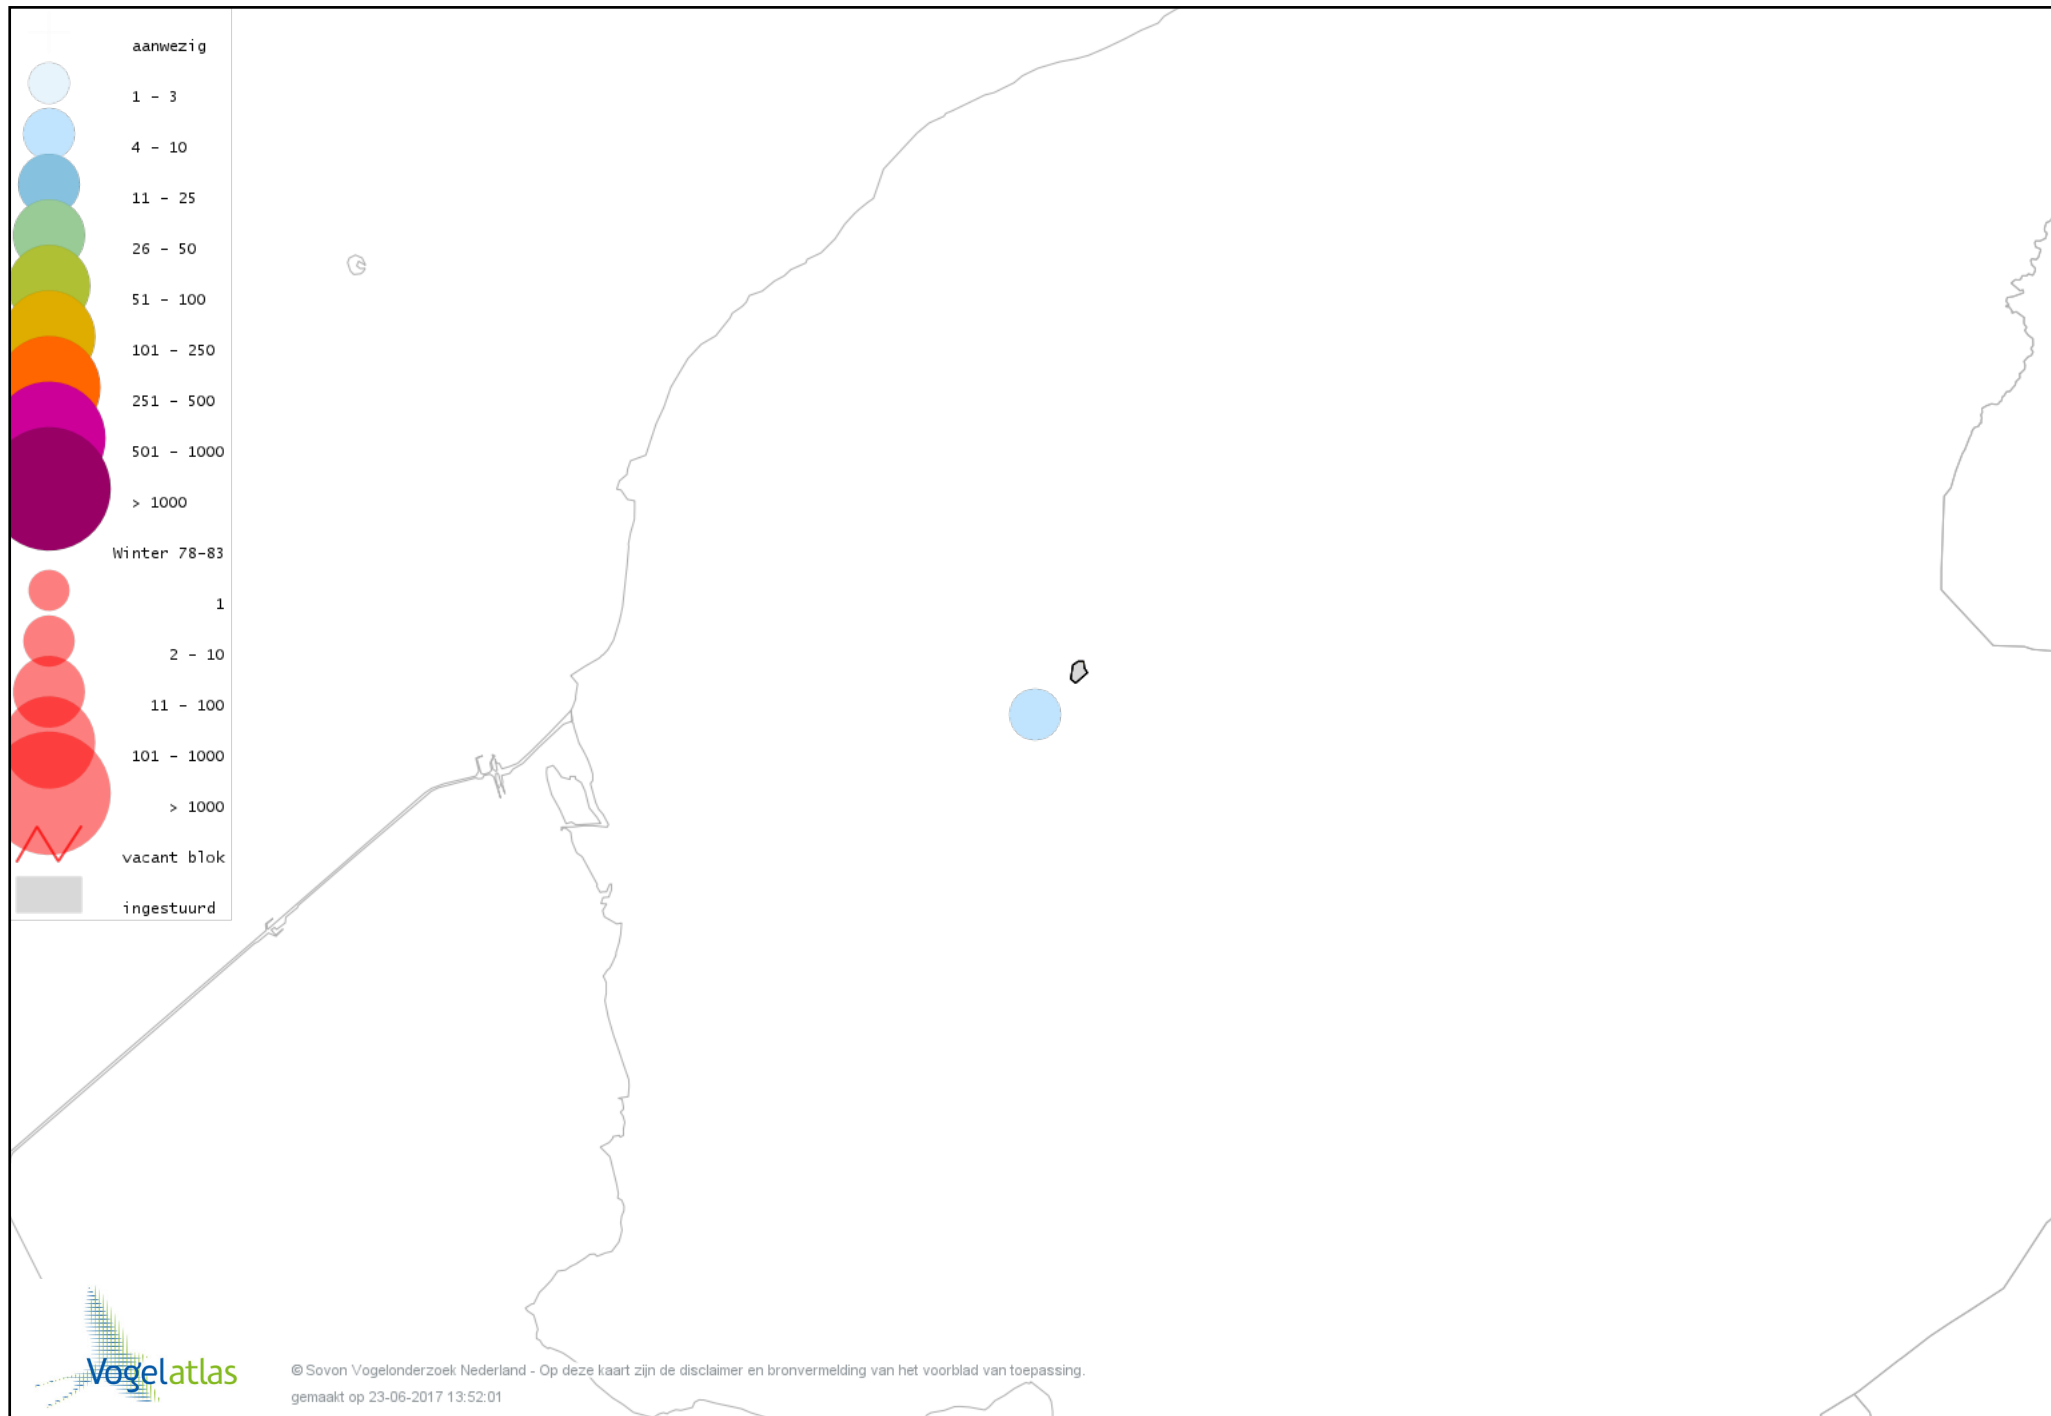 aanwezig
1 - 3
4 - 10
11 - 25
26 - 50
51 - 100
101 - 250
251 - 500
501 - 1000
> 1000
Winter 78-83
1
2 - 10
11 - 100
101 - 1000
> 1000
vacant blok
ingestuurd
Vogelatlas
© Sovon Vogelonderzoek Nederland - Op deze kaart zijn de disclaimer en bronvermelding van het voorblad van toepassing.
gemaakt op 23-06-2017 13:52:01